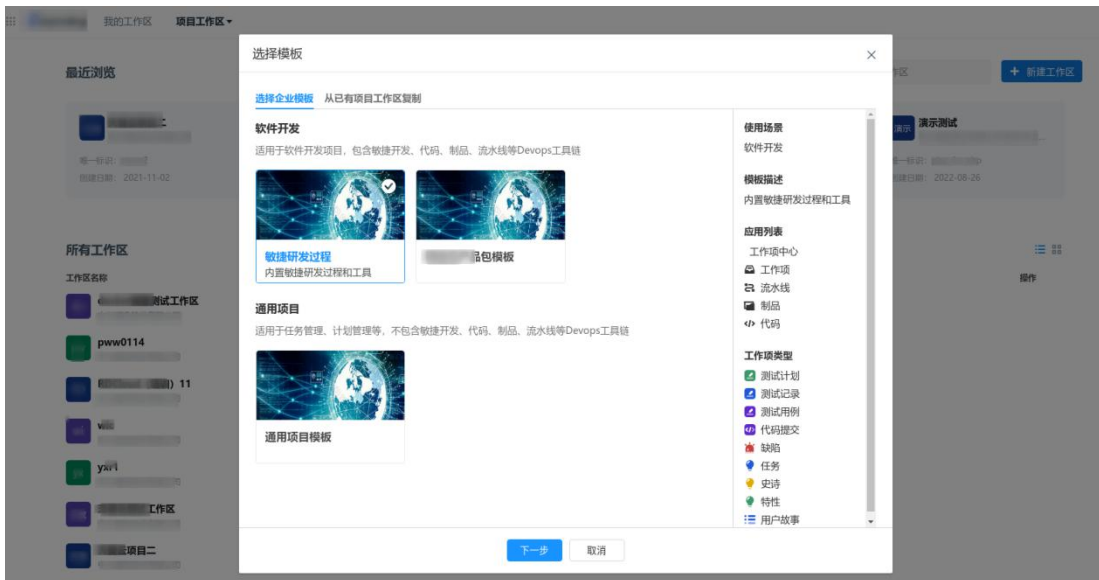 我的工作区 项目工作区
最近浏览
+ 新建工作区
作区
唯一标识:
创建日期: 2021-11-02
演示
演示测试
一标识:
创建日期: 2022-08-26
所有工作区
工作区名称
操作
测试工作区
pww0114
11
工作区
项目二
选择模板
选择企业模板 从已有项目工作区复制
软件开发
适用于软件开发项目,包含敏捷开发、代码、制品、流水线等Devops工具链
敏捷研发过程
内置敏捷研发过程和工具
品包模板
通用项目
适用于任务管理、计划管理等,不包含敏捷开发、代码、制品、流水线等Devops工具链
通用项目模板
使用场景
软件开发
模板描述
内置敏捷研发过程和工具
应用列表
工作项中心
工作项
流水线
制品
代码
工作项类型
测试计划
测试记录
测试用例
代码提交
缺陷
任务
史诗
特性
用户故事
下一步 取消